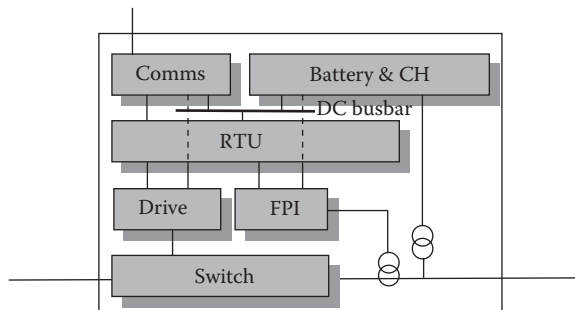 Comms
Battery & CH
DC busbar
RTU
Drive
FPI
Switch